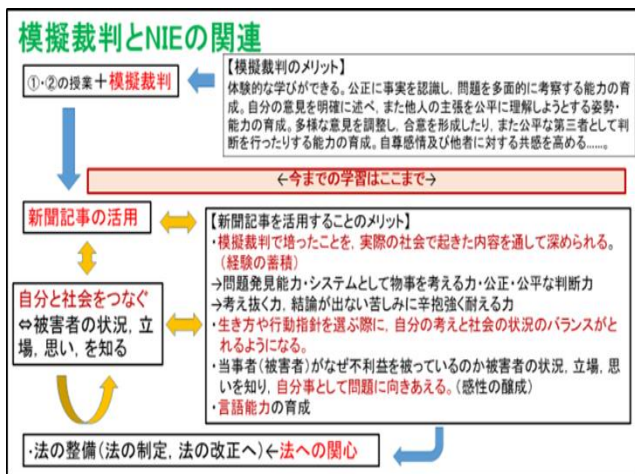 模擬裁判とNIEの関連
①・②の授業＋模擬裁判
【模擬裁判のメリット】
体験的な学びができる。公正に事実を認識し，問題を多面的に考察する能力の育
成。自分の意見を明確に述べ，また他人の主張を公平に理解しようとする姿勢・
能力の育成。多様な意見を調整し，合意を形成したり，また公平な第三者として判
断を行ったりする能力の育成。自尊感情及び他者に対する共感を高める……。
←今までの学習はここまで→
新聞記事の活用
【新聞記事を活用することのメリット】
・模擬裁判で培ったことを，実際の社会で起きた内容を通して深められる。
（経験の蓄積）
→問題発見能力・システムとして物事を考える力・公正・公平な判断力
→考え抜く力，結論が出ない苦しみに辛抱強く耐える力
・生き方や行動指針を選ぶ際に，自分の考えと社会の状況のバランスがと
れるようになる。
・当事者（被害者）がなぜ不利益を被っているのか被害者の状況，立場，思
いを知り，自分事として問題に向きあえる。（感性の醸成）
・言語能力の育成
自分と社会をつなぐ
⇔被害者の状況，立
場，思い，を知る
・法の整備（法の制定，法の改正へ）←法への関心